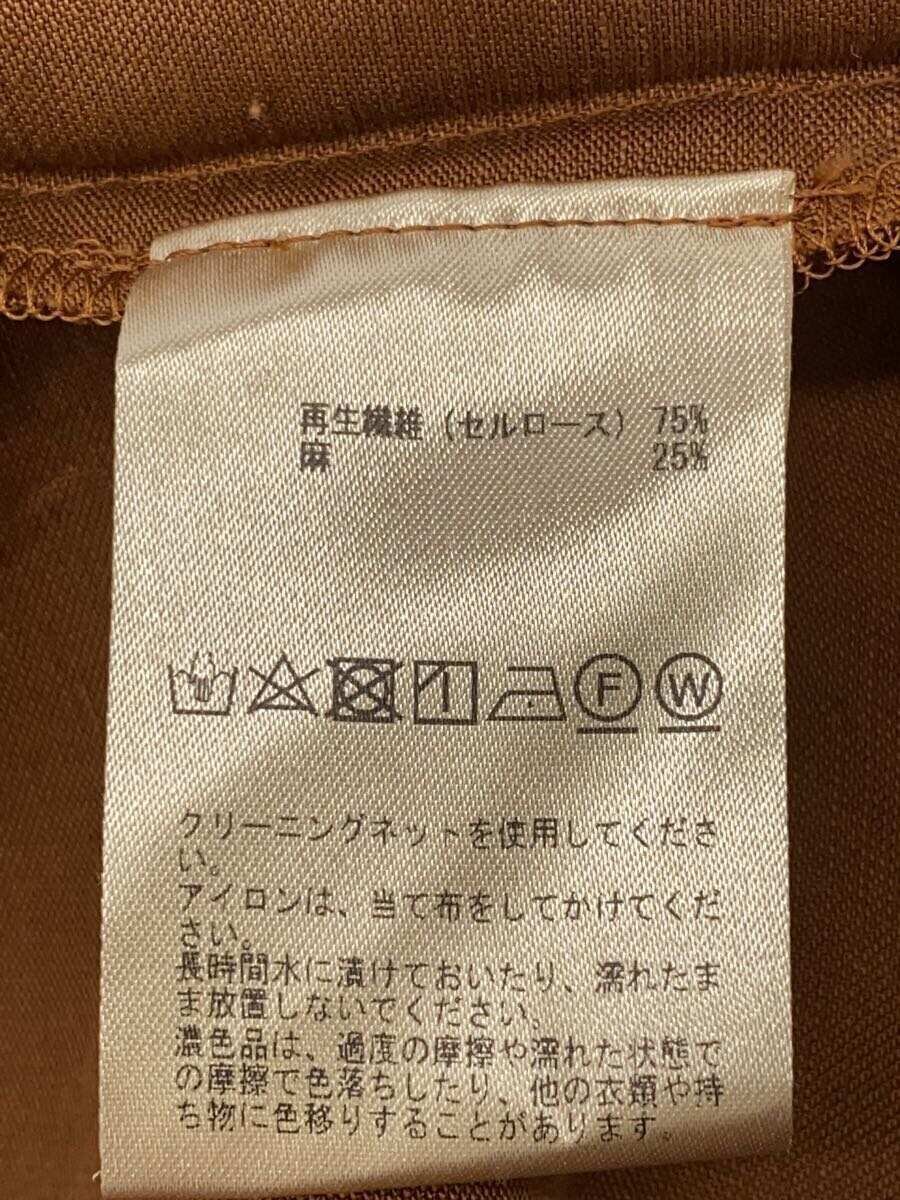 再生繊維（セルロース） 75%
麻 25%
F W
クリーニングネットを使用してくださ
い。
アイロンは、当て布をしてかけてくだ
さい。
長時間水に漬けておいたり、濡れたま
ま放置しないでください。
濃色品は、過度の摩擦や濡れた状態で
の摩擦で色落ちしたり、他の衣類や持
ち物に色移りすることがあります。